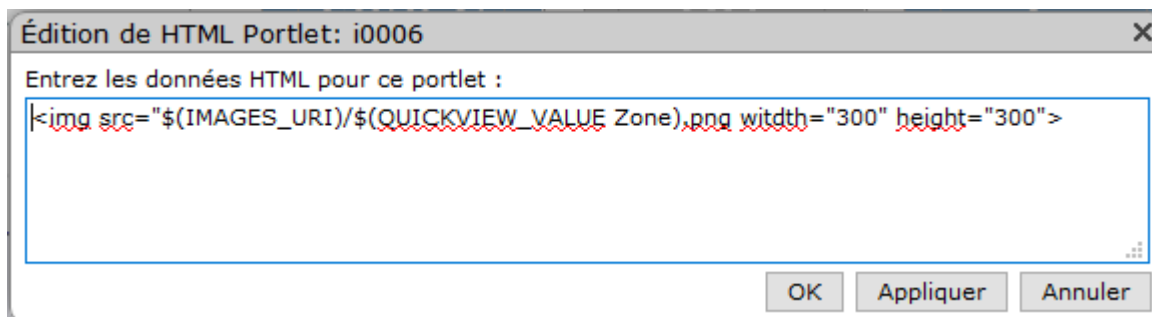 Édition de HTML Portlet: i0006
Entrez les données HTML pour ce portlet :
<img src="$(IMAGES_URI)/$(QUICKVIEW_VALUE Zone).png witdth="300" height="300">
OK Appliquer Annuler